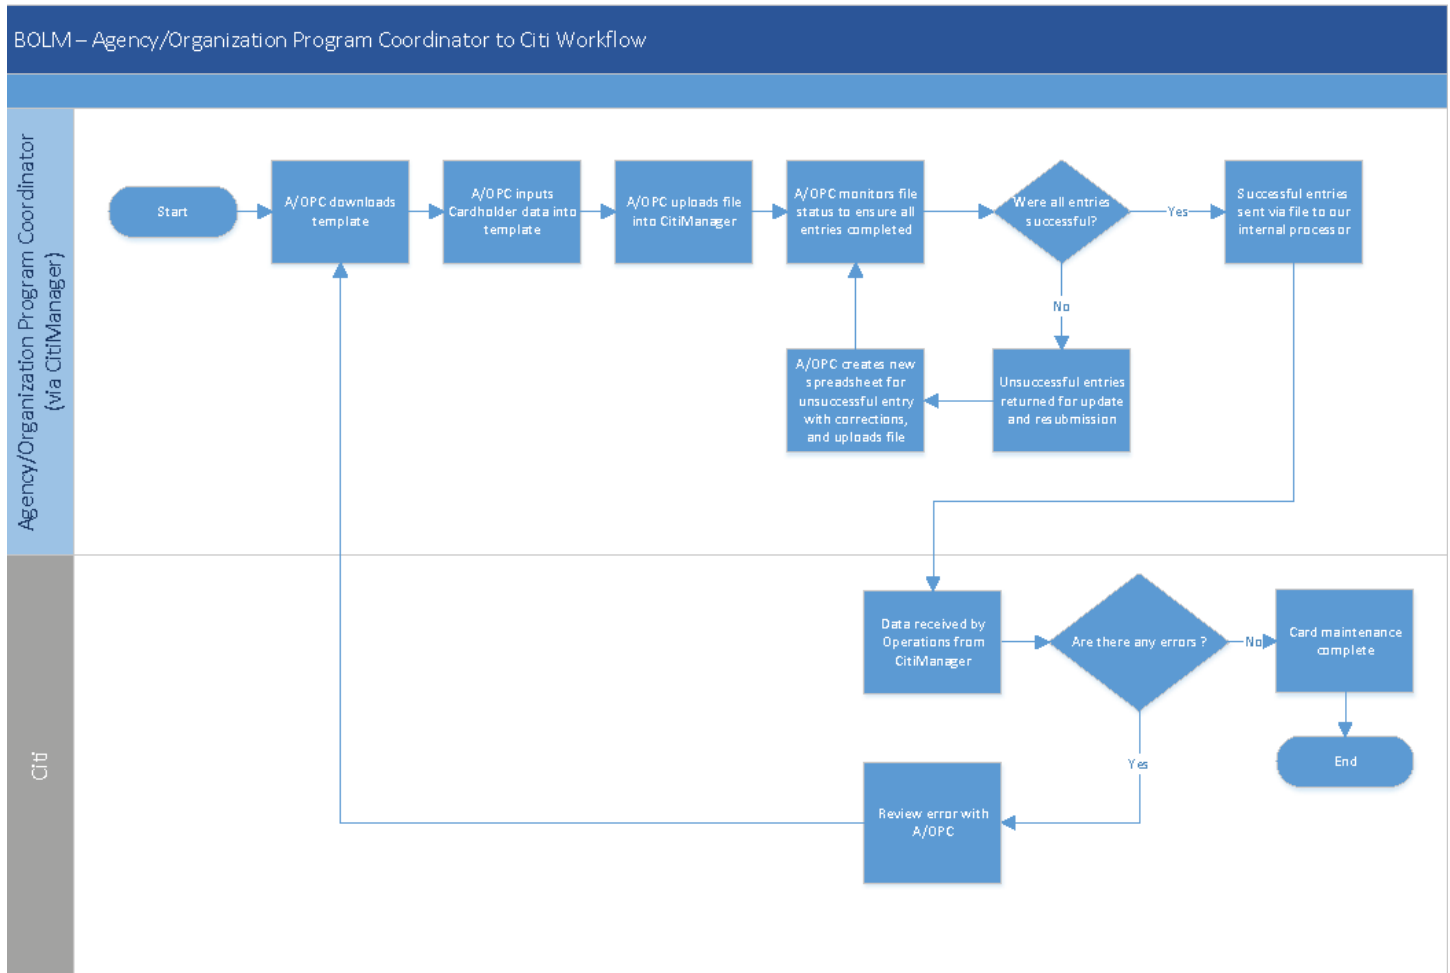 BOLM – Agency/Organization Program Coordinator to Citi Workflow
Agency/Organization Program Coordinator
(via CitiManager)
Start
A/OPC downloads
template
A/OPC inputs
Cardholder data into
template
A/OPC uploads file
into CitiManager
A/OPC monitors file
status to ensure all
entries completed
Were all entries
successful?
Yes
Successful entries
sent via file to our
internal processor
No
A/OPC creates new
spreadsheet for
unsuccessful entry
with corrections,
and uploads file
Unsuccessful entries
returned for update
and resubmission
Citi
Data received by
Operations from
CitiManager
Are there any errors ?
No
Card maintenance
complete
Yes
End
Review error with
A/OPC